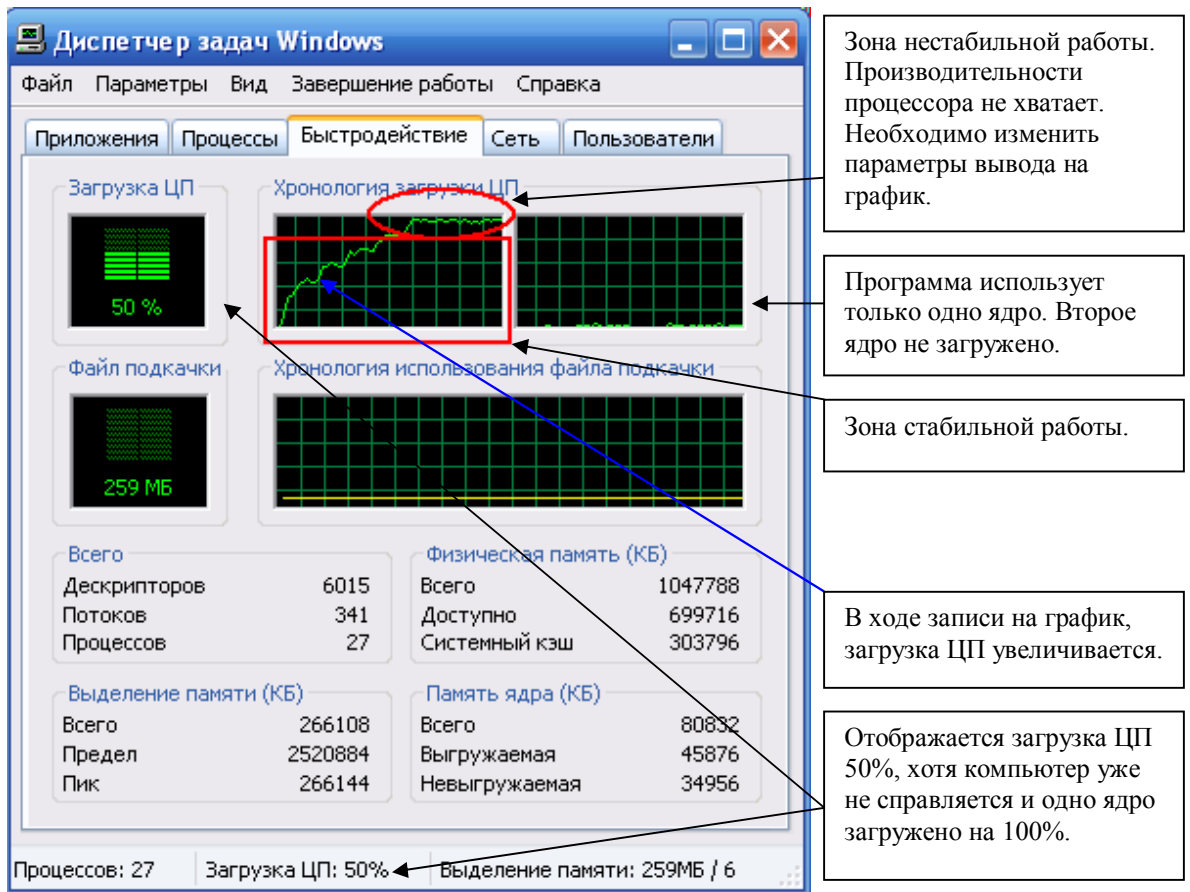 Диспетчер задач Windows
Файл Параметры Вид Завершение работы Справка
Приложения Процессы Быстродействие Сеть Пользователи
Загрузка ЦП
Хронология загрузки ЦП
50 %
Файл подкачки
Хронология использования файла подкачки
259 МБ
Всего
Дескрипторов 6015
Потоков 341
Процессов 27
Физическая память (КБ)
Всего 1047788
Доступно 699716
Системный кэш 303796
Выделение памяти (КБ)
Всего 266108
Предел 2520884
Пик 266144
Память ядра (КБ)
Всего 80832
Выгружаемая 45876
Невыгружаемая 34956
Процессов: 27 Загрузка ЦП: 50% Выделение памяти: 259МБ / 6
Зона нестабильной работы.
Производительности
процессора не хватает.
Необходимо изменить
параметры вывода на
график.
Программа использует
только одно ядро. Второе
ядро не загружено.
Зона стабильной работы.
В ходе записи на график,
загрузка ЦП увеличивается.
Отображается загрузка ЦП
50%, хотя компьютер уже
не справляется и одно ядро
загружено на 100%.